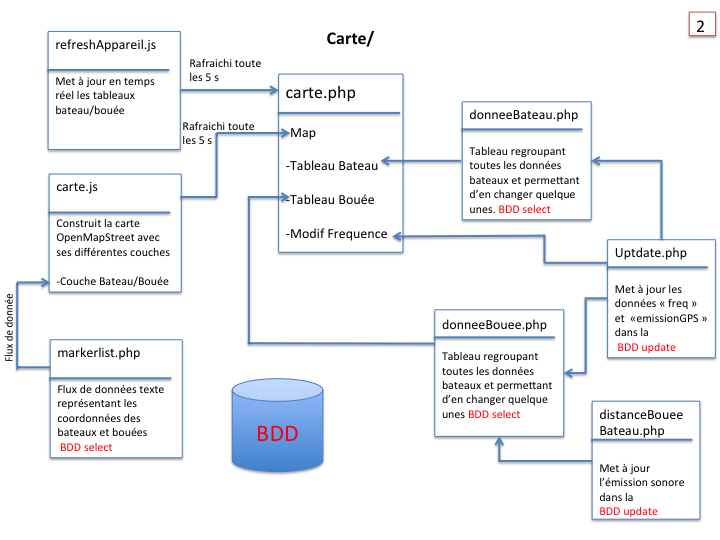 2
Carte/
refreshAppareil.js
Met à jour en temps
réel les tableaux
bateau/bouée
Rafraichi toute
les 5 s
carte.php
-Map
-Tableau Bateau
-Tableau Bouée
-Modif Frequence
Rafraichi toute
les 5 s
carte.js
Construit la carte
OpenMapStreet avec
ses différentes couches
-Couche Bateau/Bouée
Flux de donnée
markerlist.php
Flux de données texte
représentant les
coordonnées des
bateaux et bouées
BDD select
BDD
donneeBateau.php
Tableau regroupant
toutes les données
bateaux et permettant
d'en changer quelque
unes. BDD select
Uptdate.php
Met à jour les
données « freq »
et «emissionGPS »
dans la
BDD update
donneeBouee.php
Tableau regroupant
toutes les données
bateaux et permettant
d'en changer quelque
unes BDD select
distanceBouee
Bateau.php
Met à jour
l'émission sonore
dans la
BDD update